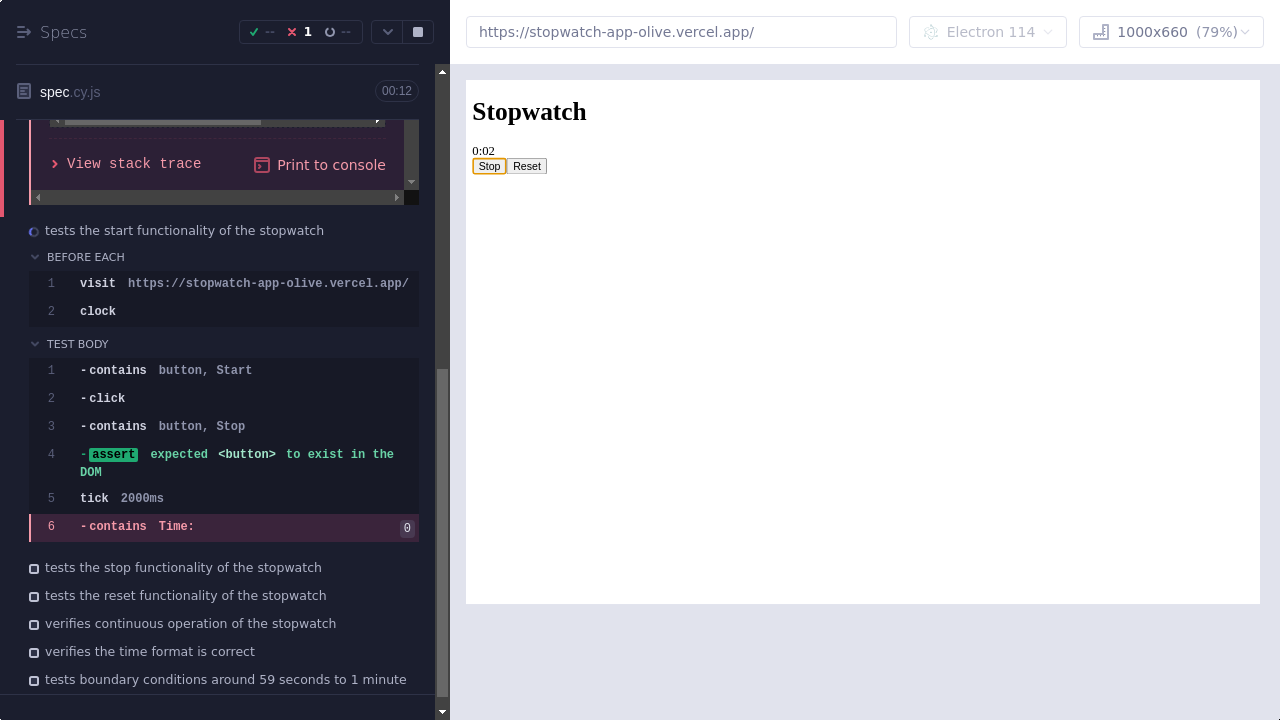 Specs
--
1
--
https://stopwatch-app-olive.vercel.app/
Electron 114
1000x660 (79%)
spec.cy.js
00:12
View stack trace
Print to console
tests the start functionality of the stopwatch
BEFORE EACH
1 visit https://stopwatch-app-olive.vercel.app/
2 clock
TEST BODY
1 -contains button, Start
2 -click
3 -contains button, Stop
4 -assert expected <button> to exist in the
DOM
5 tick 2000ms
6 -contains Time: 0
tests the stop functionality of the stopwatch
tests the reset functionality of the stopwatch
verifies continuous operation of the stopwatch
verifies the time format is correct
tests boundary conditions around 59 seconds to 1 minute
Stopwatch
0:02
Stop Reset